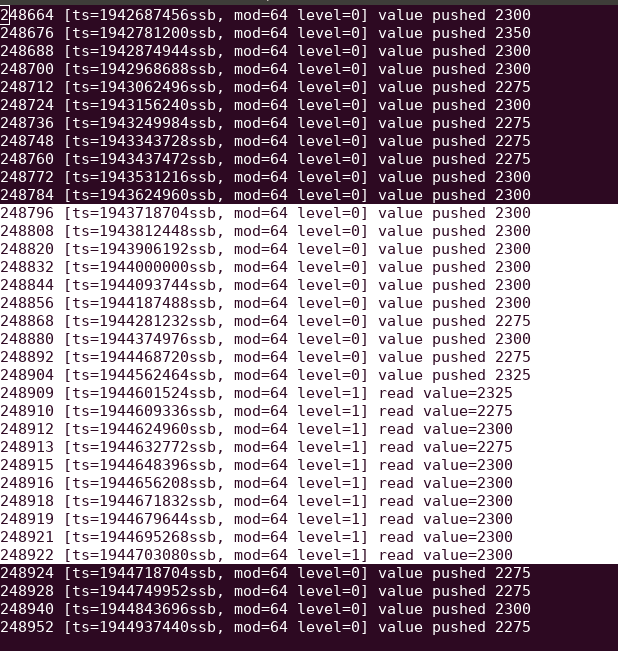 248664 [ts=1942687456ssb, mod=64 level=0] value pushed 2300
248676 [ts=1942781200ssb, mod=64 level=0] value pushed 2350
248688 [ts=1942874944ssb, mod=64 level=0] value pushed 2300
248700 [ts=1942968688ssb, mod=64 level=0] value pushed 2300
248712 [ts=1943062496ssb, mod=64 level=0] value pushed 2275
248724 [ts=1943156240ssb, mod=64 level=0] value pushed 2300
248736 [ts=1943249984ssb, mod=64 level=0] value pushed 2275
248748 [ts=1943343728ssb, mod=64 level=0] value pushed 2275
248760 [ts=1943437472ssb, mod=64 level=0] value pushed 2275
248772 [ts=1943531216ssb, mod=64 level=0] value pushed 2300
248784 [ts=1943624960ssb, mod=64 level=0] value pushed 2300
248796 [ts=1943718704ssb, mod=64 level=0] value pushed 2300
248808 [ts=1943812448ssb, mod=64 level=0] value pushed 2300
248820 [ts=1943906192ssb, mod=64 level=0] value pushed 2300
248832 [ts=1944000000ssb, mod=64 level=0] value pushed 2300
248844 [ts=1944093744ssb, mod=64 level=0] value pushed 2300
248856 [ts=1944187488ssb, mod=64 level=0] value pushed 2300
248868 [ts=1944281232ssb, mod=64 level=0] value pushed 2275
248880 [ts=1944374976ssb, mod=64 level=0] value pushed 2300
248892 [ts=1944468720ssb, mod=64 level=0] value pushed 2275
248904 [ts=1944562464ssb, mod=64 level=0] value pushed 2325
248909 [ts=1944601524ssb, mod=64 level=1] read value=2325
248910 [ts=1944609336ssb, mod=64 level=1] read value=2275
248912 [ts=1944624960ssb, mod=64 level=1] read value=2300
248913 [ts=1944632772ssb, mod=64 level=1] read value=2275
248915 [ts=1944648396ssb, mod=64 level=1] read value=2300
248916 [ts=1944656208ssb, mod=64 level=1] read value=2300
248918 [ts=1944671832ssb, mod=64 level=1] read value=2300
248919 [ts=1944679644ssb, mod=64 level=1] read value=2300
248921 [ts=1944695268ssb, mod=64 level=1] read value=2300
248922 [ts=1944703080ssb, mod=64 level=1] read value=2300
248924 [ts=1944718704ssb, mod=64 level=0] value pushed 2275
248928 [ts=1944749952ssb, mod=64 level=0] value pushed 2275
248940 [ts=1944843696ssb, mod=64 level=0] value pushed 2300
248952 [ts=1944937440ssb, mod=64 level=0] value pushed 2275